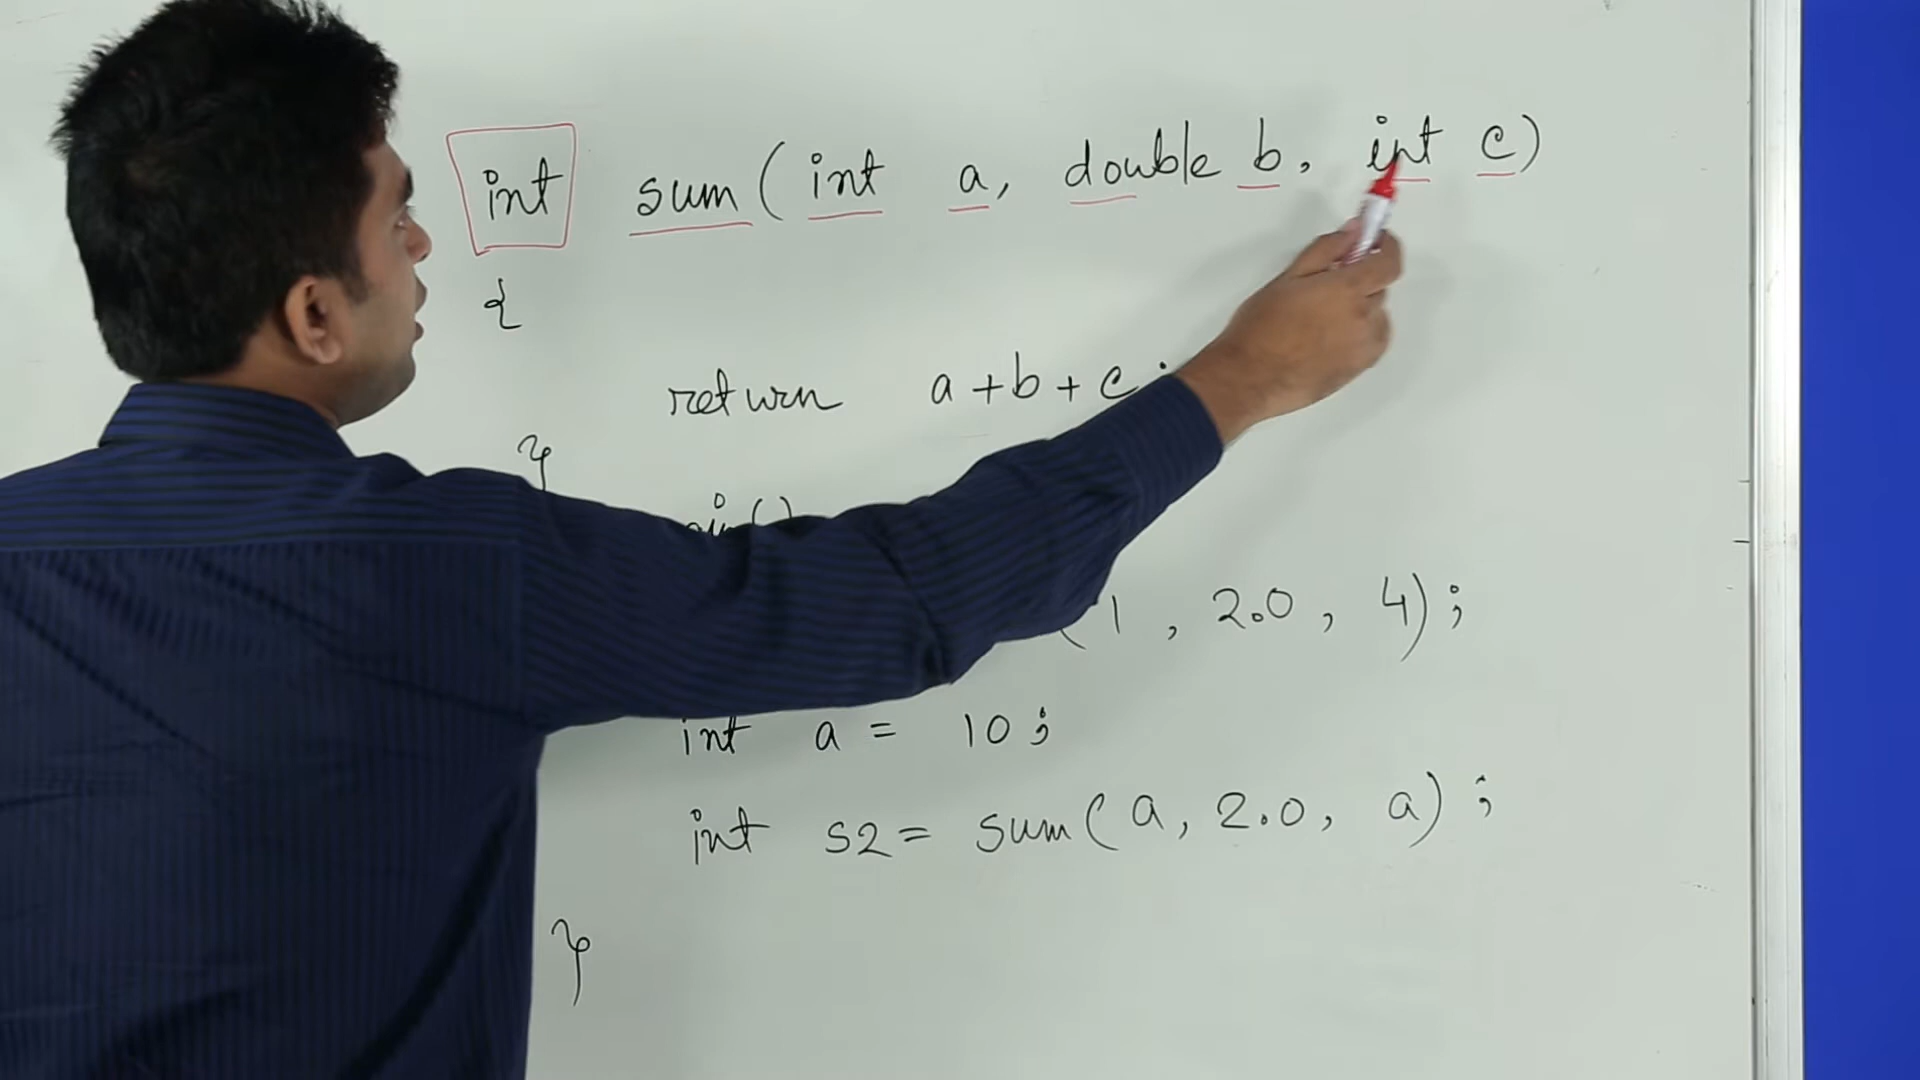 int sum(int a, double b, int c)
{
return a+b+c;
}
(1, 2.0, 4);
int a = 10;
int s2 = sum(a, 2.0, a);
}